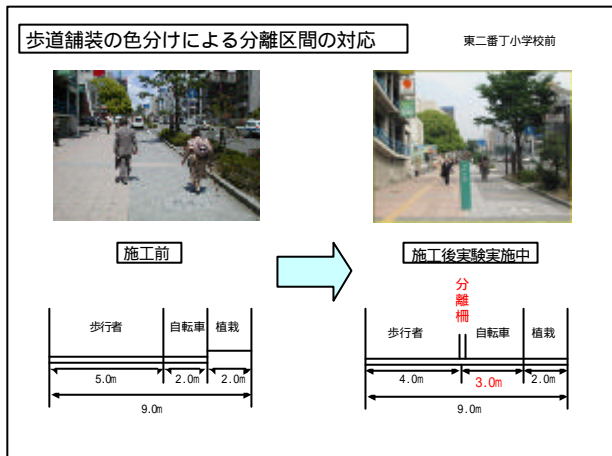 歩道舗装の色分けによる分離区間の対応
東二番丁小学校前
施工前
施工後実験実施中
分離柵
歩行者 自転車 植栽
5.0m 2.0m 2.0m
9.0m
歩行者 自転車 植栽
4.0m 3.0m 2.0m
9.0m